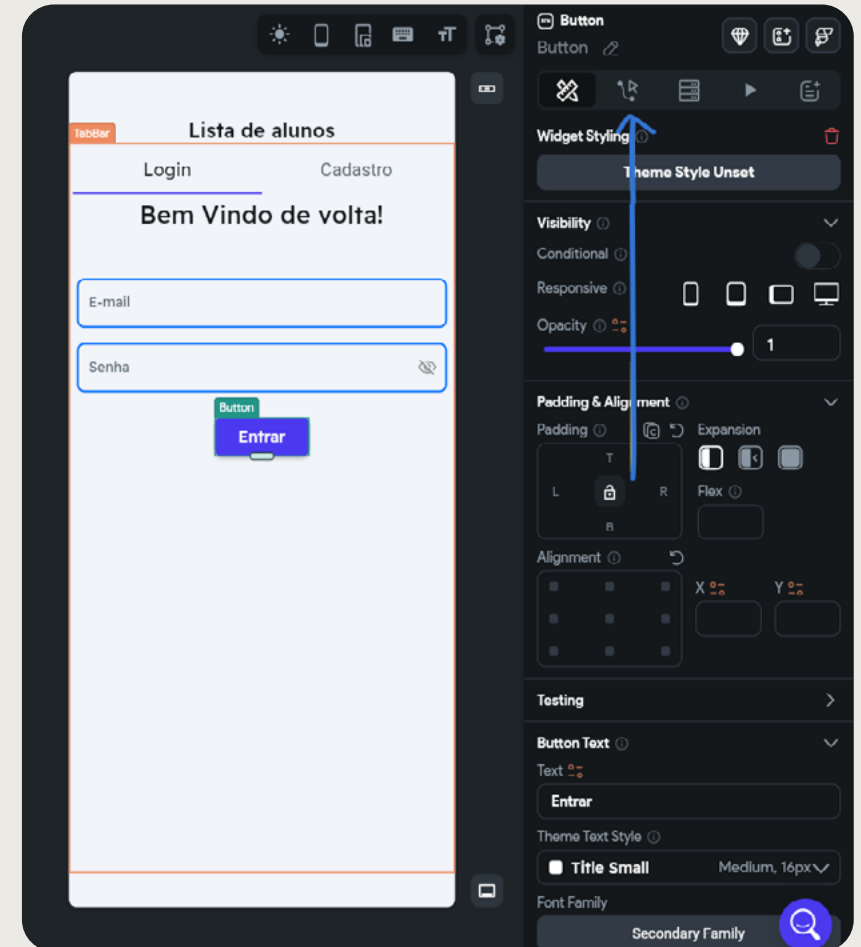 Button
Button
Widget Styling
Theme Style Unset
Visibility
Conditional
Responsive
Opacity
1
Padding & Alignment
Padding
Expansion
T
L
R
B
Flex
Alignment
X
Y
Testing
Button Text
Text
Entrar
Theme Text Style
Title Small
Medium, 16px
Font Family
Secondary Family
TT
TabBar
Lista de alunos
Login
Cadastro
Bem Vindo de volta!
E-mail
Senha
Button
Entrar